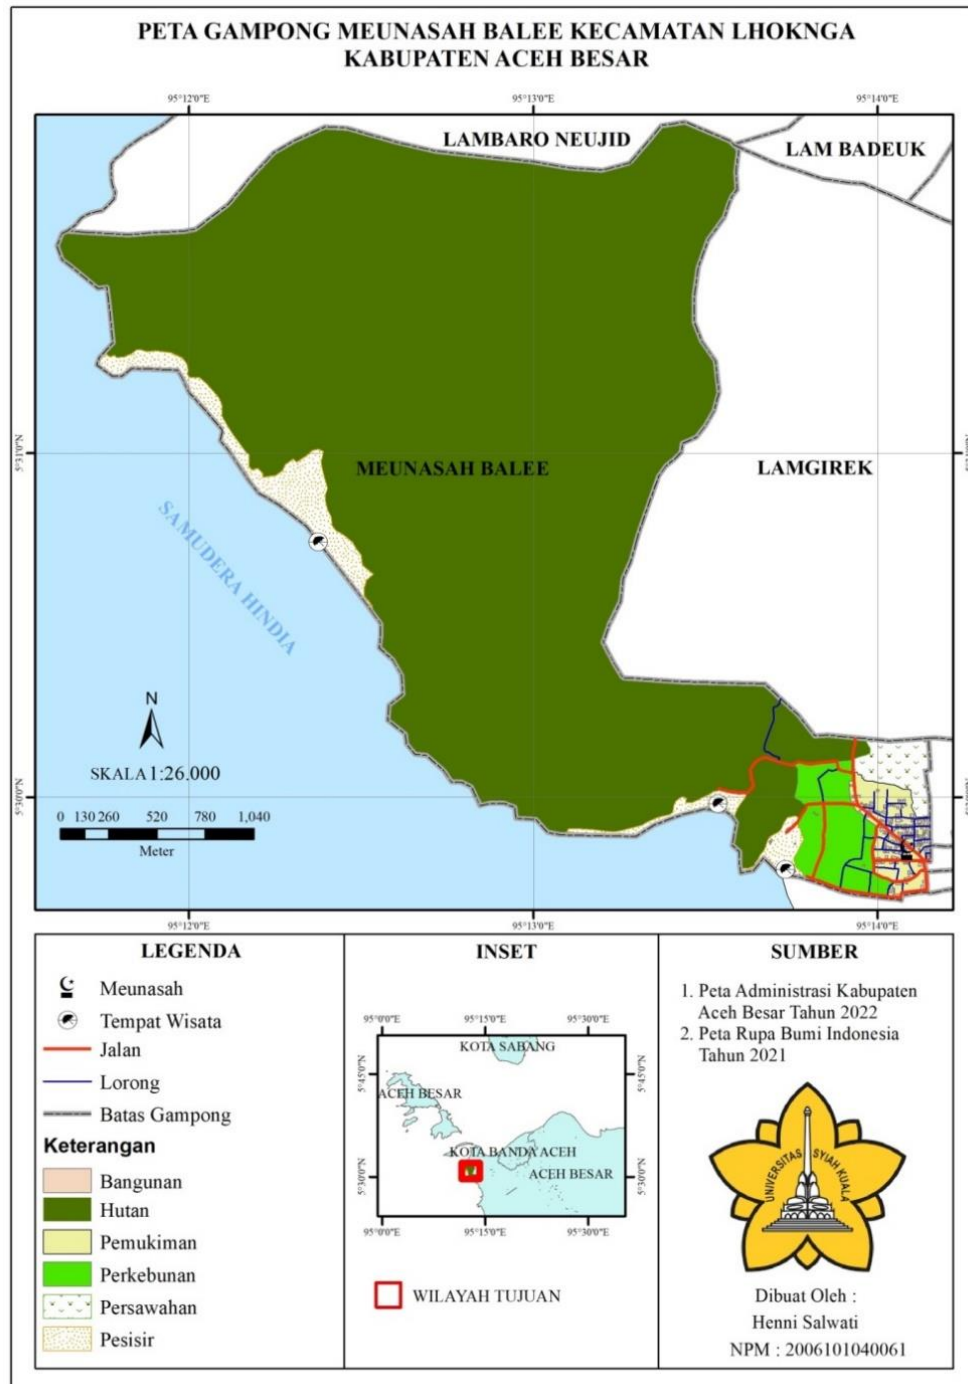 PETA GAMPONG MEUNASAH BALEE KECAMATAN LHOKNGA
KABUPATEN ACEH BESAR
95°12'0"E
95°13'0"E
95°14'0"E
LAMBARO NEUJID
LAM BADEUK
5°31'0"N
MEUNASAH BALEE
LAMGIREK
SAMUDERA HINDIA
N
SKALA 1:26,000
5°30'0"N
0 130 260 520 780 1,040
Meter
95°12'0"E
95°13'0"E
95°14'0"E
LEGENDA
Meunasah
Tempat Wisata
Jalan
Lorong
Batas Gampong
Keterangan
Bangunan
Hutan
Pemukiman
Perkebunan
Persawahan
Pesisir
INSET
95°0'0"E
95°15'0"E
95°30'0"E
KOTA SABANG
5°45'0"N
5°45'0"N
ACEH BESAR
KOTA BANDA ACEH
ACEH BESAR
5°30'0"N
5°30'0"N
95°0'0"E
95°15'0"E
95°30'0"E
WILAYAH TUJUAN
SUMBER
1. Peta Administrasi Kabupaten
Aceh Besar Tahun 2022
2. Peta Rupa Bumi Indonesia
Tahun 2021
UNIVERSITAS SYIAH KUALA
Dibuat Oleh :
Henni Salwati
NPM : 2006101040061